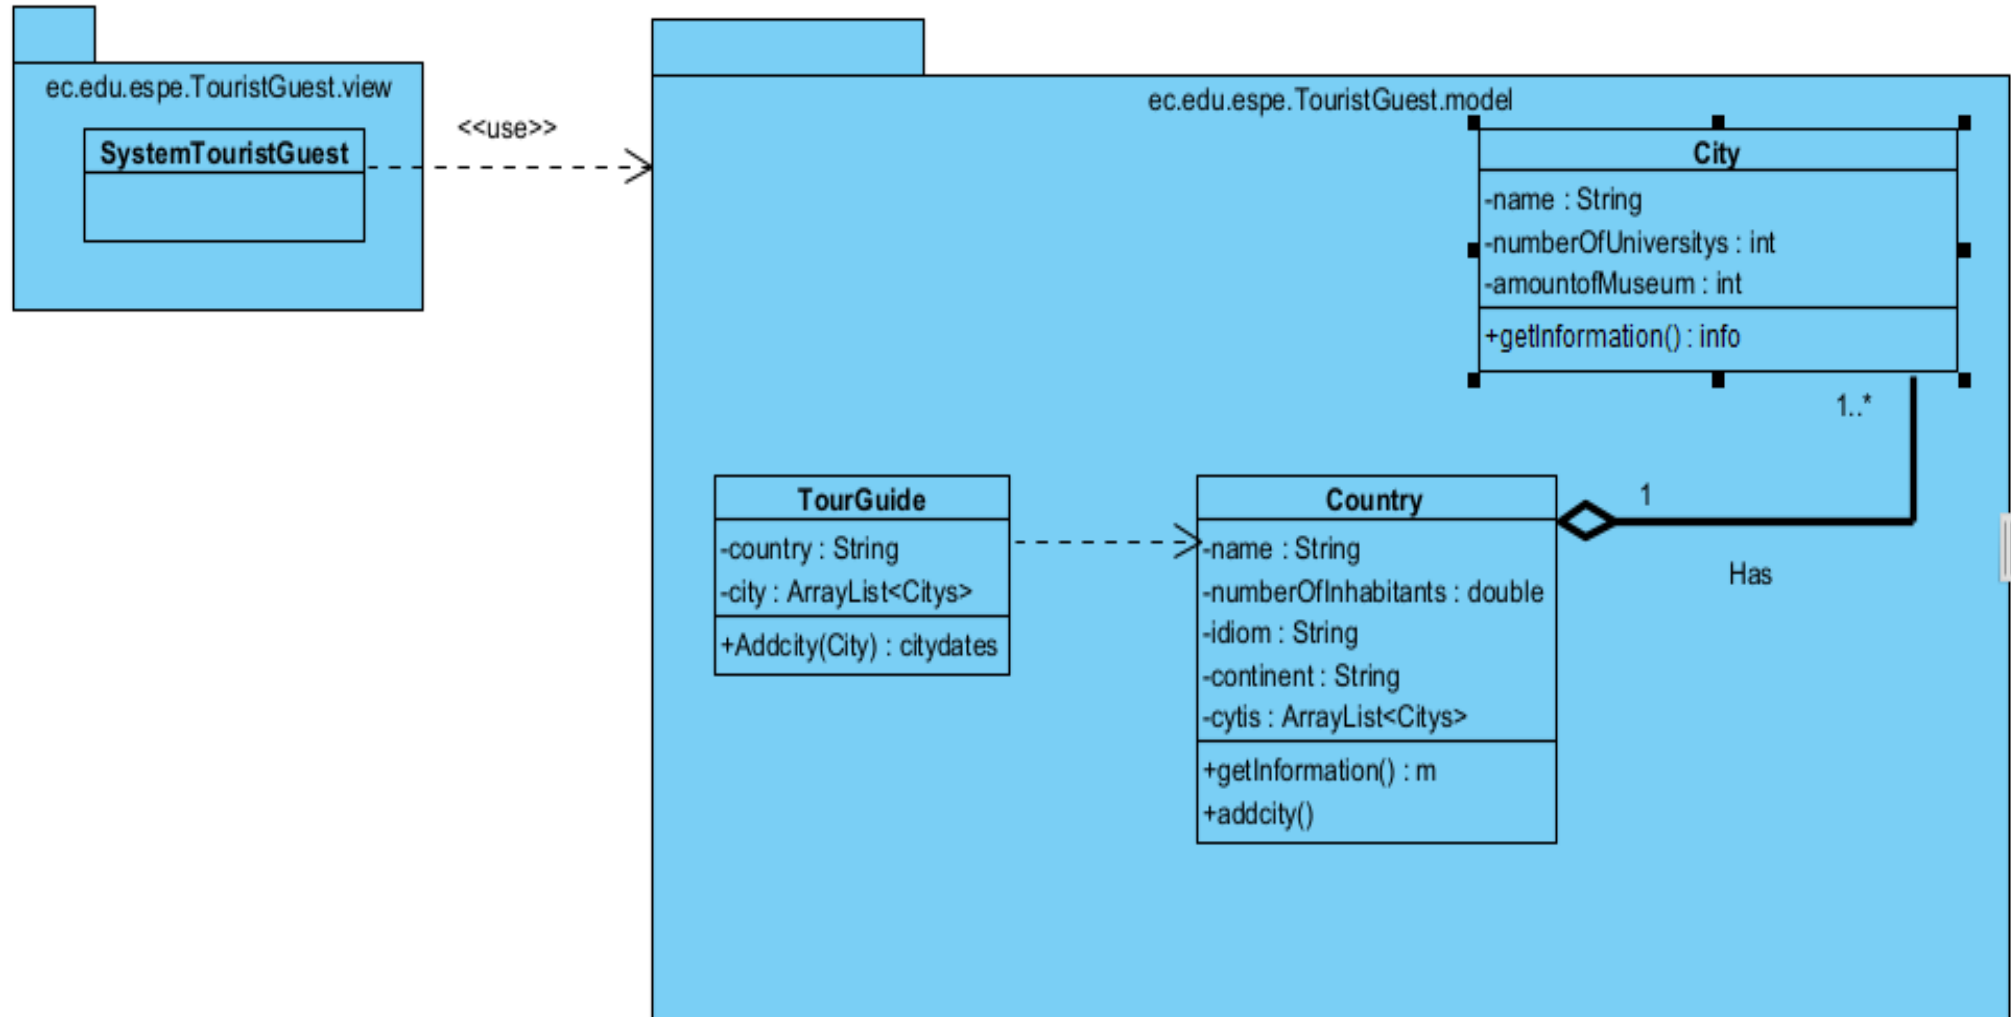 ec.edu.espe.TouristGuest.view
SystemTouristGuest
<<use>>
ec.edu.espe.TouristGuest.model
City
-name : String
-numberOfUniversitys : int
-amountofMuseum : int
+getInformation() : info
1..*
TourGuide
-country : String
-city : ArrayList<Citys>
+Addcity(City) : citydates
Country
-name : String
-numberOfInhabitants : double
-idiom : String
-continent : String
-cytis : ArrayList<Citys>
+getInformation() : m
+addcity()
1
Has